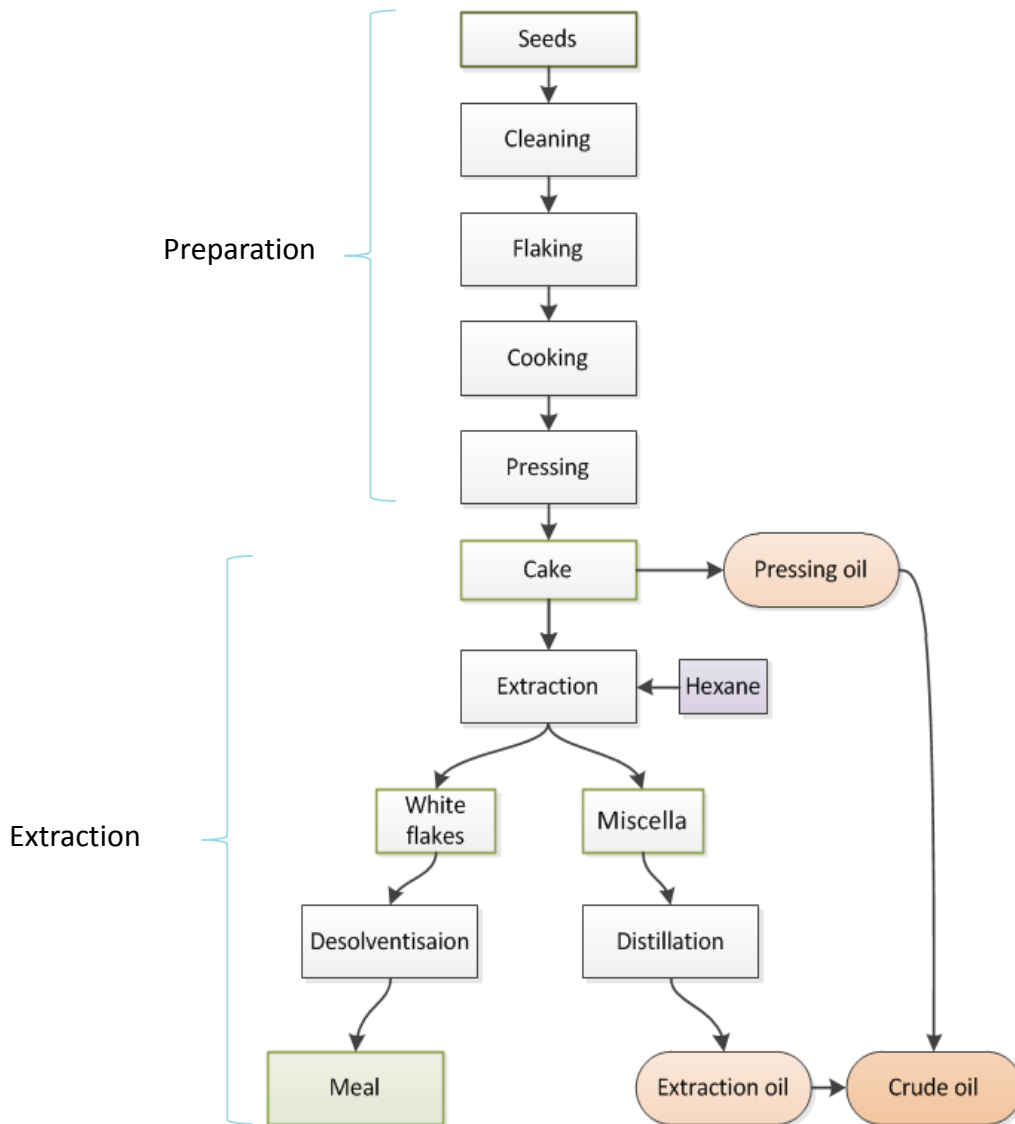 Seeds
Cleaning
Preparation
Flaking
Cooking
Pressing
Cake
Pressing oil
Extraction
Hexane
White
flakes
Miscella
Extraction
Desolventisaion
Distillation
Meal
Extraction oil
Crude oil